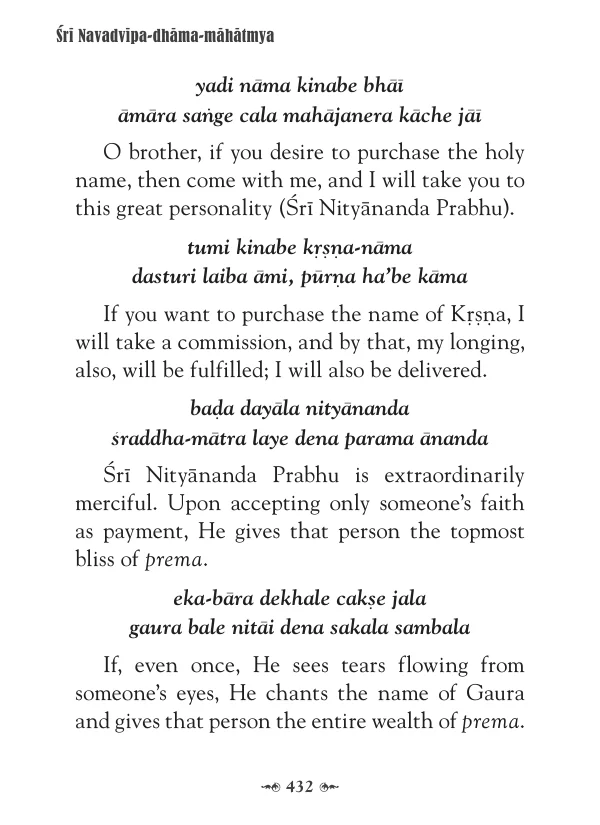 Śrī Navadvīpa-dhāma-māhātmya
yadi nāma kinabe bhāī
āmāra saṅge cala mahājanera kāche jāī
O brother, if you desire to purchase the holy
name, then come with me, and I will take you to
this great personality (Śrī Nityānanda Prabhu).
tumi kinabe kṛṣṇa-nāma
dasturi laiba āmi, pūrṇa ha’be kāma
If you want to purchase the name of Kṛṣṇa, I
will take a commission, and by that, my longing,
also, will be fulfilled; I will also be delivered.
baḍa dayāla nityānanda
śraddha-mātra laye dena parama ānanda
Śrī Nityānanda Prabhu is extraordinarily
merciful. Upon accepting only someone’s faith
as payment, He gives that person the topmost
bliss of prema.
eka-bāra dekhale cakṣe jala
gaura bale nitāi dena sakala sambala
If, even once, He sees tears flowing from
someone’s eyes, He chants the name of Gaura
and gives that person the entire wealth of prema.
432